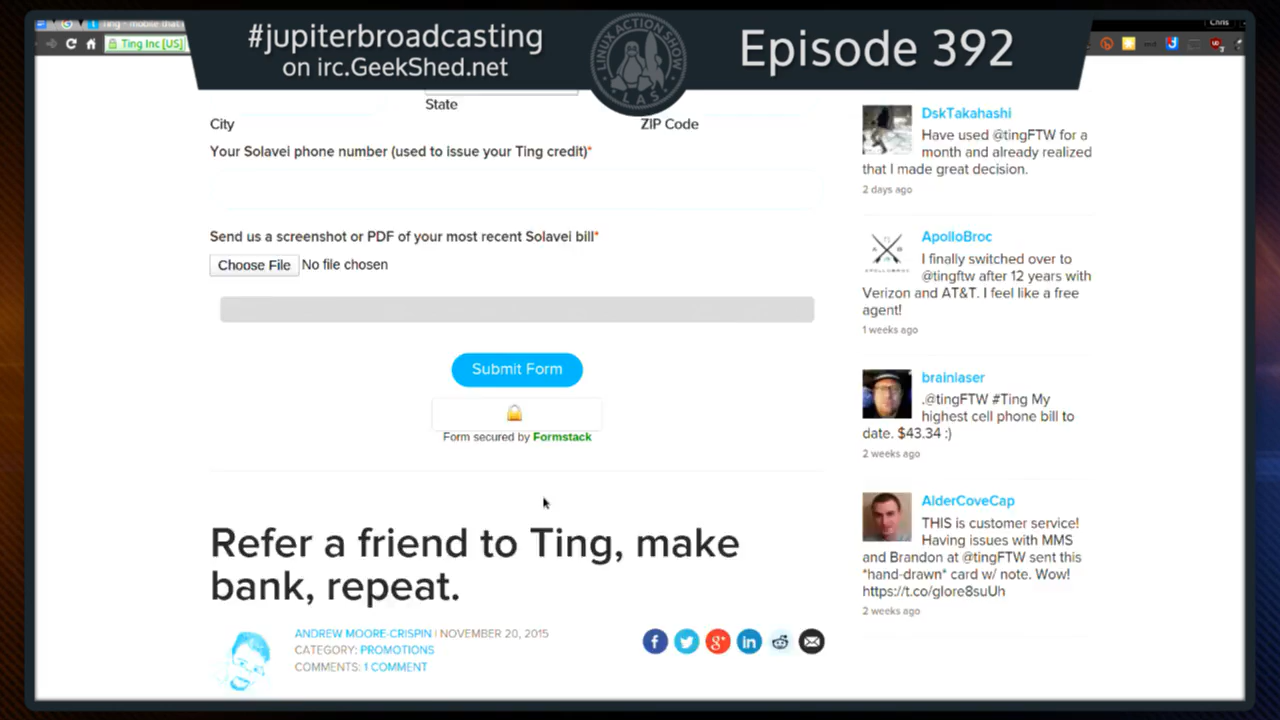 Ting - mobile that
Chris
Ting Inc [US]
#jupiterbroadcasting
on irc.GeekShed.net
LINUX ACTION SHOW
L.A.S.
Episode 392
State
City
ZIP Code
Your Solavei phone number (used to issue your Ting credit)*
Send us a screenshot or PDF of your most recent Solavei bill*
Choose File No file chosen
Submit Form
Form secured by Formstack
Refer a friend to Ting, make
bank, repeat.
ANDREW MOORE-CRISPIN | NOVEMBER 20, 2015
CATEGORY: PROMOTIONS
COMMENTS: 1 COMMENT
DskTakahashi
Have used @tingFTW for a
month and already realized
that I made great decision.
2 days ago
ApolloBroc
I finally switched over to
@tingftw after 12 years with
Verizon and AT&T. I feel like a free
agent!
1 weeks ago
brainlaser
.@tingFTW #Ting My
highest cell phone bill to
date. $43.34 :)
2 weeks ago
AlderCoveCap
THIS is customer service!
Having issues with MMS
and Brandon at @tingFTW sent this
*hand-drawn* card w/ note. Wow!
https://t.co/glore8suUh
2 weeks ago